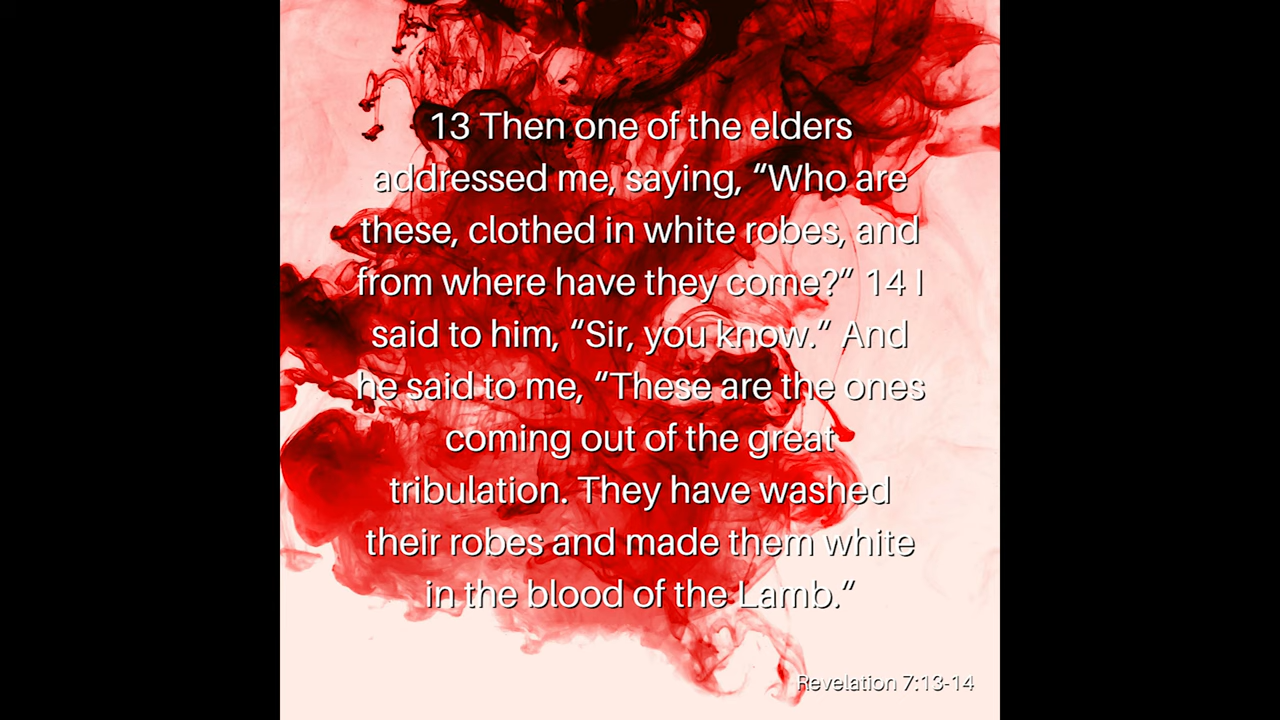 13 Then one of the elders
addressed me, saying, “Who are
these, clothed in white robes, and
from where have they come?” 14 I
said to him, “Sir, you know.” And
he said to me, “These are the ones
coming out of the great
tribulation. They have washed
their robes and made them white
in the blood of the Lamb.”
Revelation 7:13-14